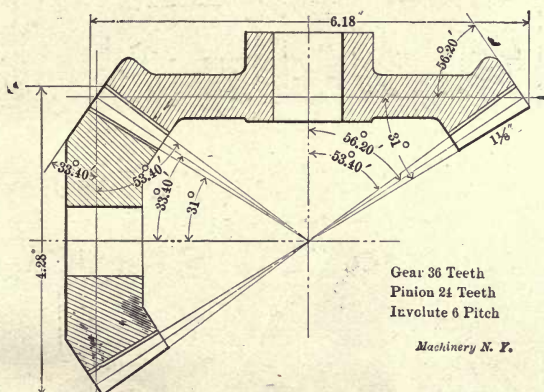 6.18"
56.20′
1⅛"
31°
56.20′
53.40′
33.40′
53.40′
33.40′
31°
4.28"
Gear 36 Teeth
Pinion 24 Teeth
Involute 6 Pitch
Machinery N. Y.